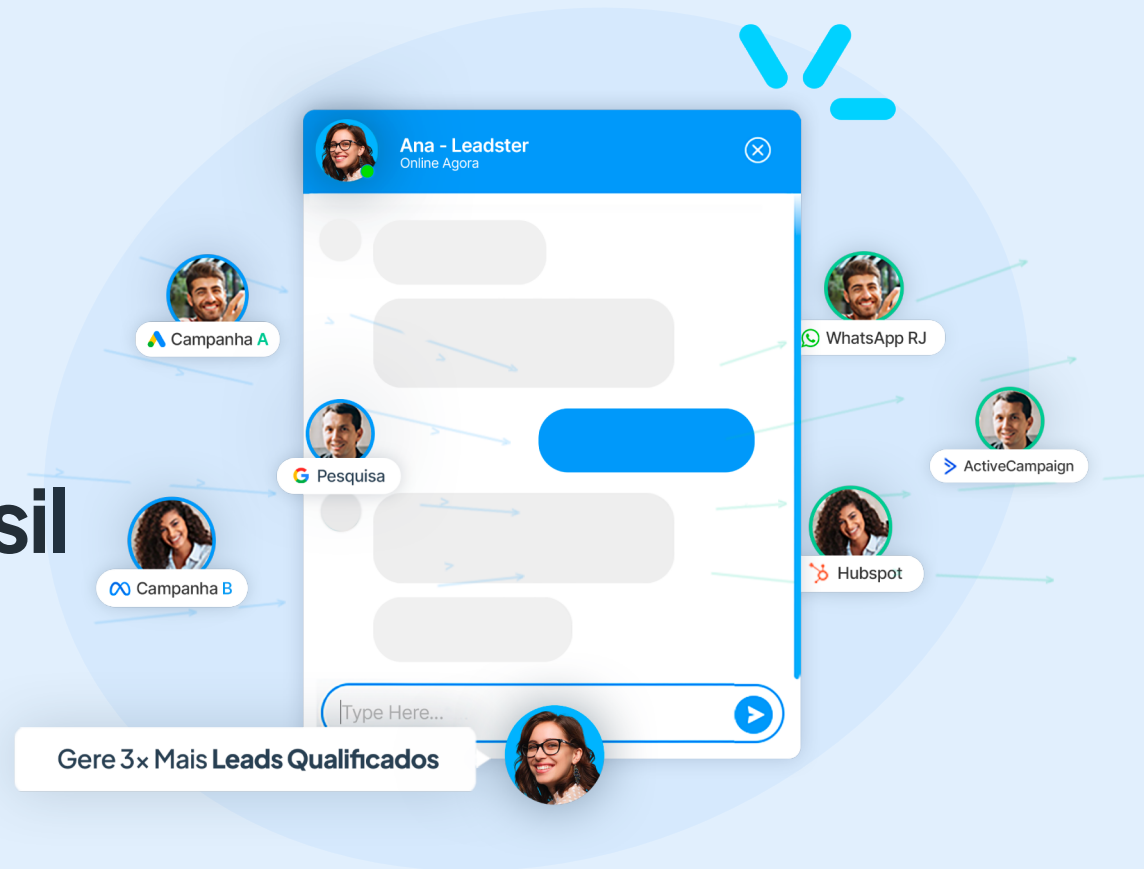 Ana - Leadster
Online Agora
Campanha A
WhatsApp RJ
Pesquisa
ActiveCampaign
sil
Campanha B
Hubspot
Type Here...
Gere 3x Mais Leads Qualificados